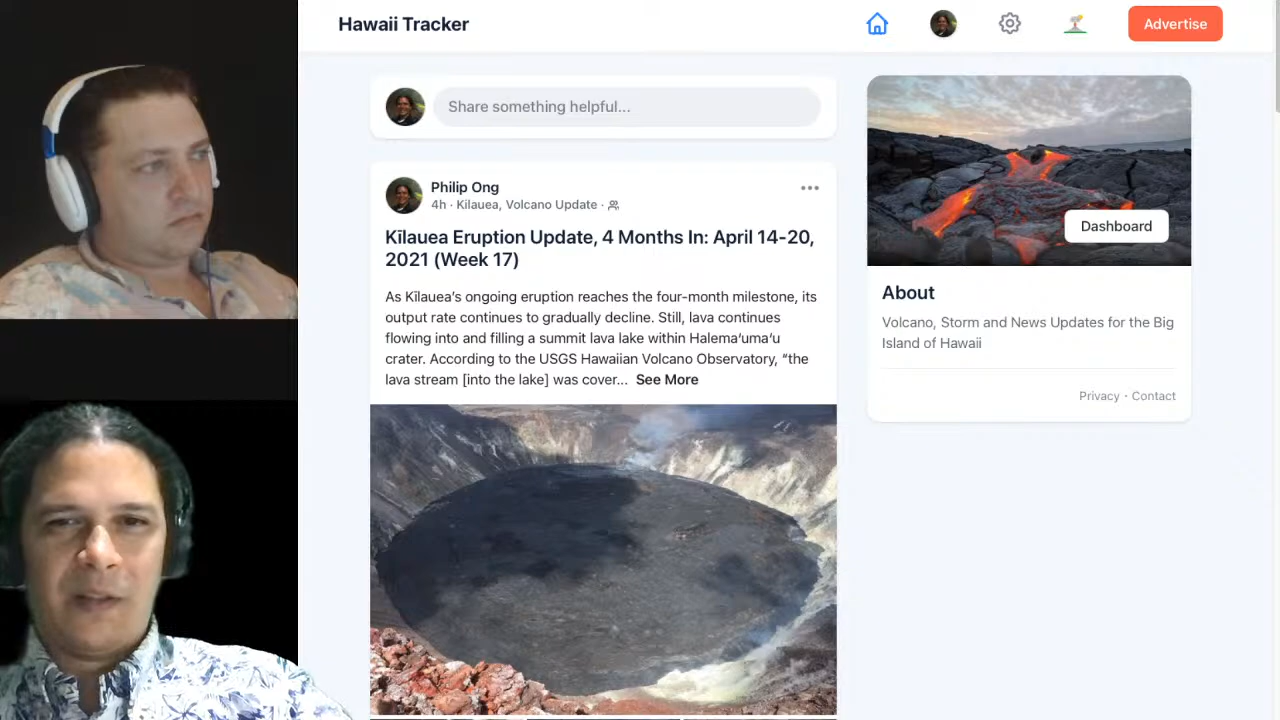 Hawaii Tracker
Advertise
Share something helpful...
Philip Ong
4h · Kilauea, Volcano Update ·
Kīlauea Eruption Update, 4 Months In: April 14-20,
2021 (Week 17)
As Kīlauea’s ongoing eruption reaches the four-month milestone, its
output rate continues to gradually decline. Still, lava continues
flowing into and filling a summit lava lake within Halemaʻumaʻu
crater. According to the USGS Hawaiian Volcano Observatory, “the
lava stream [into the lake] was cover... See More
Dashboard
About
Volcano, Storm and News Updates for the Big
Island of Hawaii
Privacy · Contact